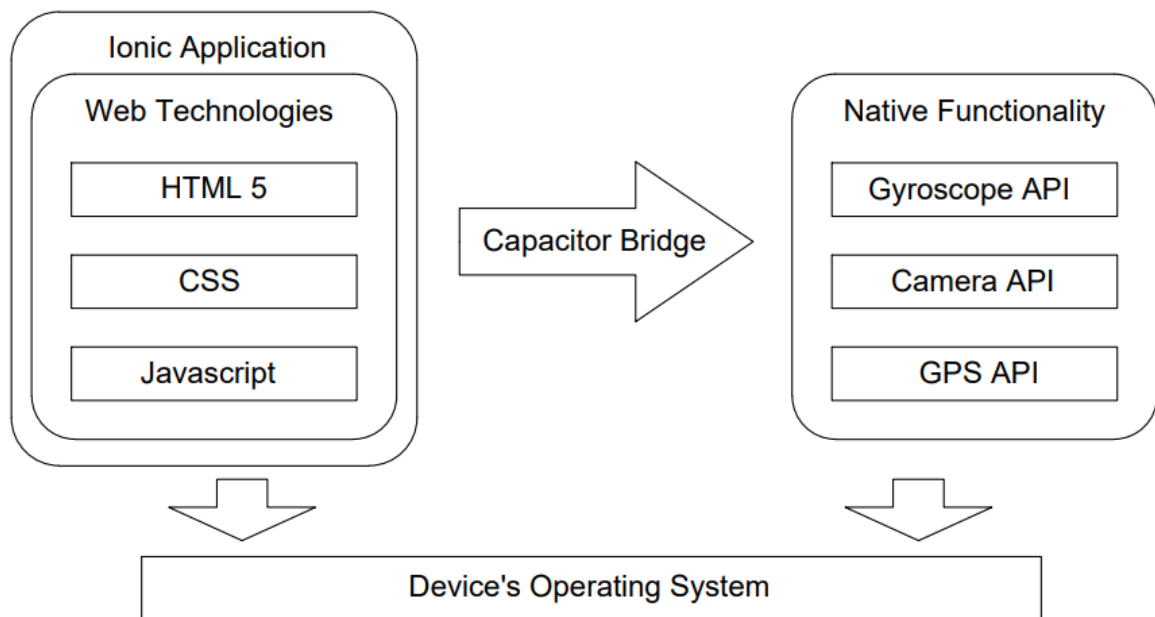 Ionic Application
Web Technologies
HTML 5
CSS
Javascript
Capacitor Bridge
Native Functionality
Gyroscope API
Camera API
GPS API
Device's Operating System